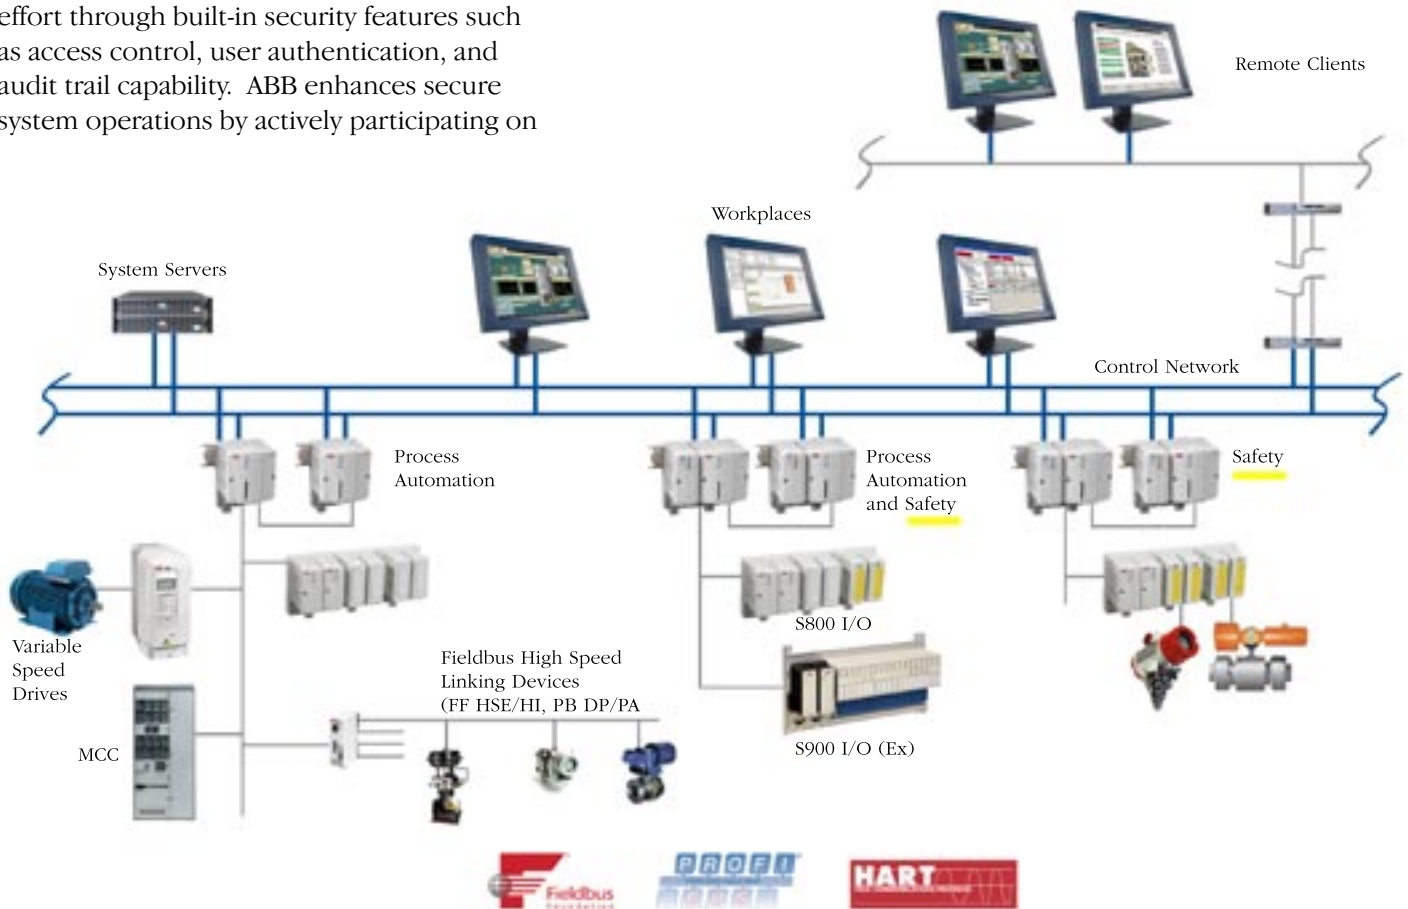 effort through built-in security features such
as access control, user authentication, and
audit trail capability.  ABB enhances secure
system operations by actively participating on
Remote Clients
Workplaces
System Servers
Control Network
Process
Automation
Process
Automation
and Safety
Safety
Variable
Speed
Drives
S800 I/O
Fieldbus High Speed
Linking Devices
(FF HSE/HI, PB DP/PA
MCC
S900 I/O (Ex)
PROFI
HART
Fieldbus
Foundation